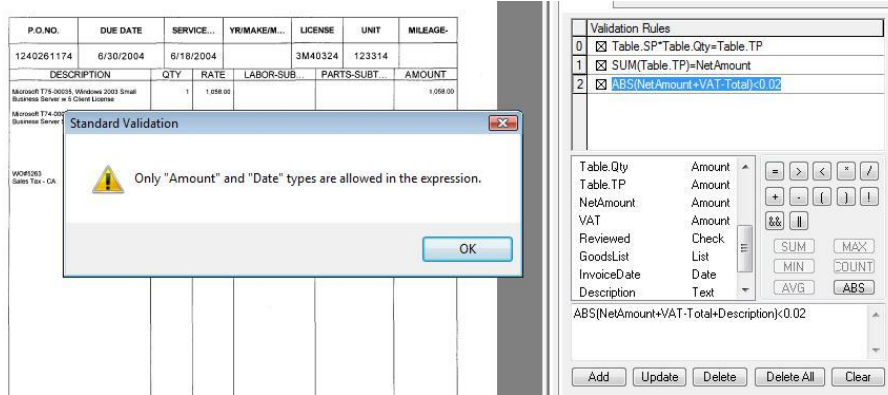 P.O.NO. DUE DATE SERVICE... YR/MAKE/M... LICENSE UNIT MILEAGE-
1240261174 6/30/2004 6/18/2004 3M40324 123314
DESCRIPTION QTY RATE LABOR-SUB... PARTS-SUBT... AMOUNT
Microsoft T75-00035, Windows 2003 Small 1 1,058.00 1,058.00
Business Server w 5 Client License
Microsoft T74-
Business Server
WO#5263
Sales Tax - CA
Standard Validation
Only "Amount" and "Date" types are allowed in the expression.
OK
Validation Rules
0 Table.SP*Table.Qty=Table.TP
1 SUM(Table.TP)=NetAmount
2 ABS(NetAmount+VAT-Total)<0.02
Table.Qty Amount
Table.TP Amount
NetAmount Amount
VAT Amount
Reviewed Check
GoodsList List
InvoiceDate Date
Description Text
= > < * /
+ - ( ) !
&& ||
SUM MAX
MIN COUNT
AVG ABS
ABS(NetAmount+VAT-Total+Description)<0.02
Add Update Delete Delete All Clear